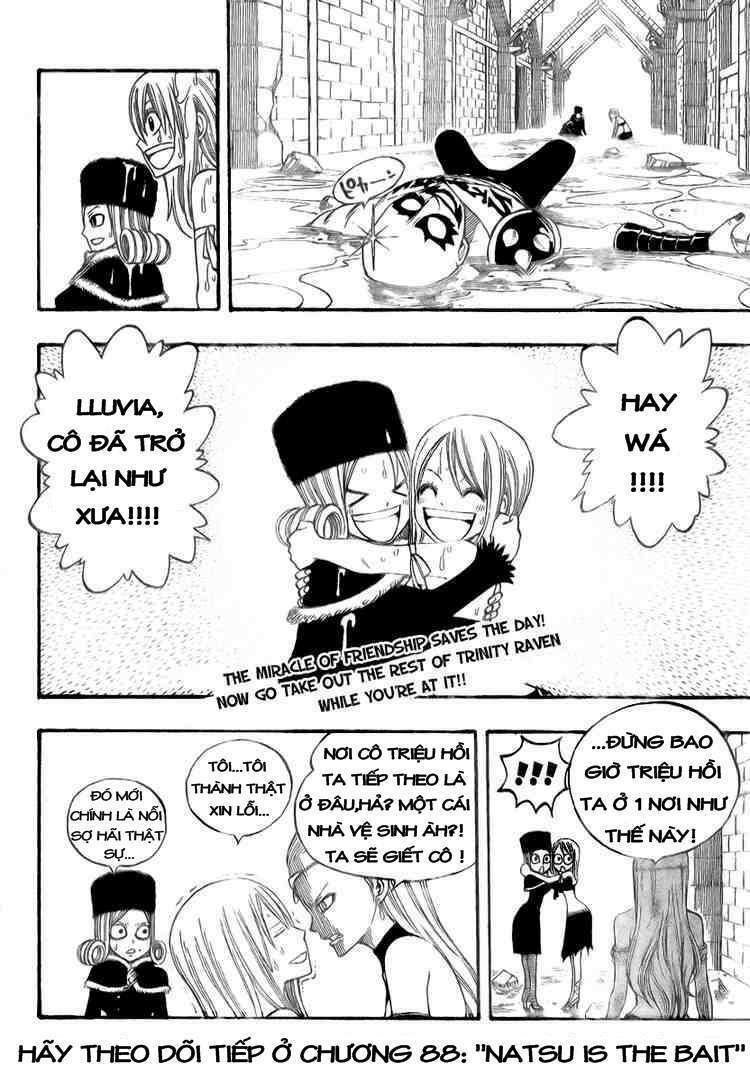 LLUVIA,
CÔ ĐÃ TRỞ
LẠI NHƯ
XƯA!!!!
HAY
WÁ
!!!!
THE MIRACLE OF FRIENDSHIP SAVES THE DAY!
NOW GO TAKE OUT THE REST OF TRINITY RAVEN
WHILE YOU'RE AT IT!!
ĐÓ MỚI
CHÍNH LÀ NỖI
SỢ HÃI THẬT
SỰ...
TÔI...TÔI
THÀNH THẬT
XIN LỖI...
NƠI CÔ TRIỆU HỒI
TA TIẾP THEO LÀ
Ở ĐÂU,HẢ? MỘT CÁI
NHÀ VỆ SINH ÀH?!
TA SẼ GIẾT CÔ !
!!!
...ĐỪNG BAO
GIỜ TRIỆU HỒI
TA Ở 1 NƠI NHƯ
THẾ NÀY!
HÃY THEO DÕI TIẾP Ở CHƯƠNG 88: "NATSU IS THE BAIT"